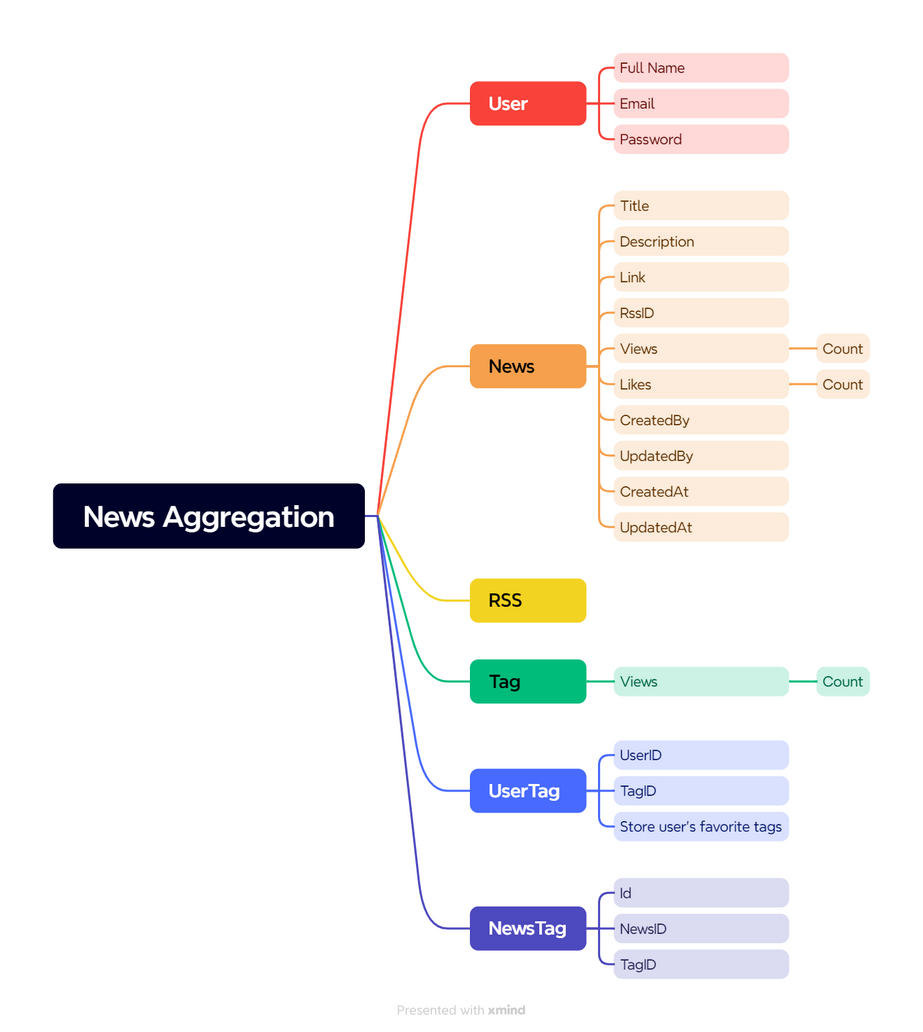 News Aggregation
User
Full Name
Email
Password
News
Title
Description
Link
RssID
Views
Count
Likes
Count
CreatedBy
UpdatedBy
CreatedAt
UpdatedAt
RSS
Tag
Views
Count
UserTag
UserID
TagID
Store user's favorite tags
NewsTag
Id
NewsID
TagID
Presented with xmind